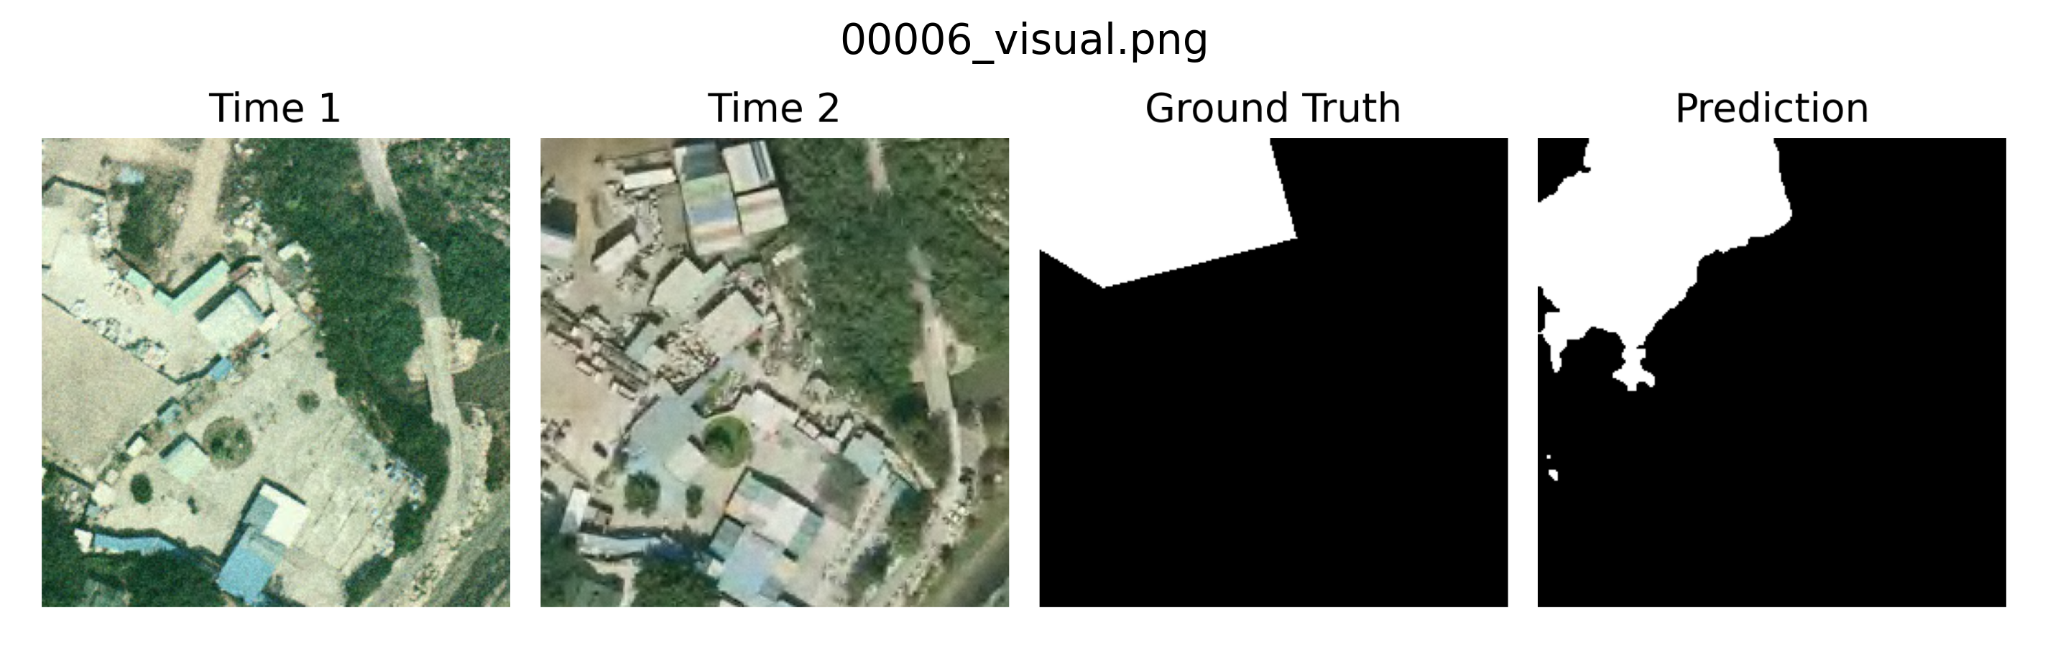 00006_visual.png
Time 1
Time 2
Ground Truth
Prediction